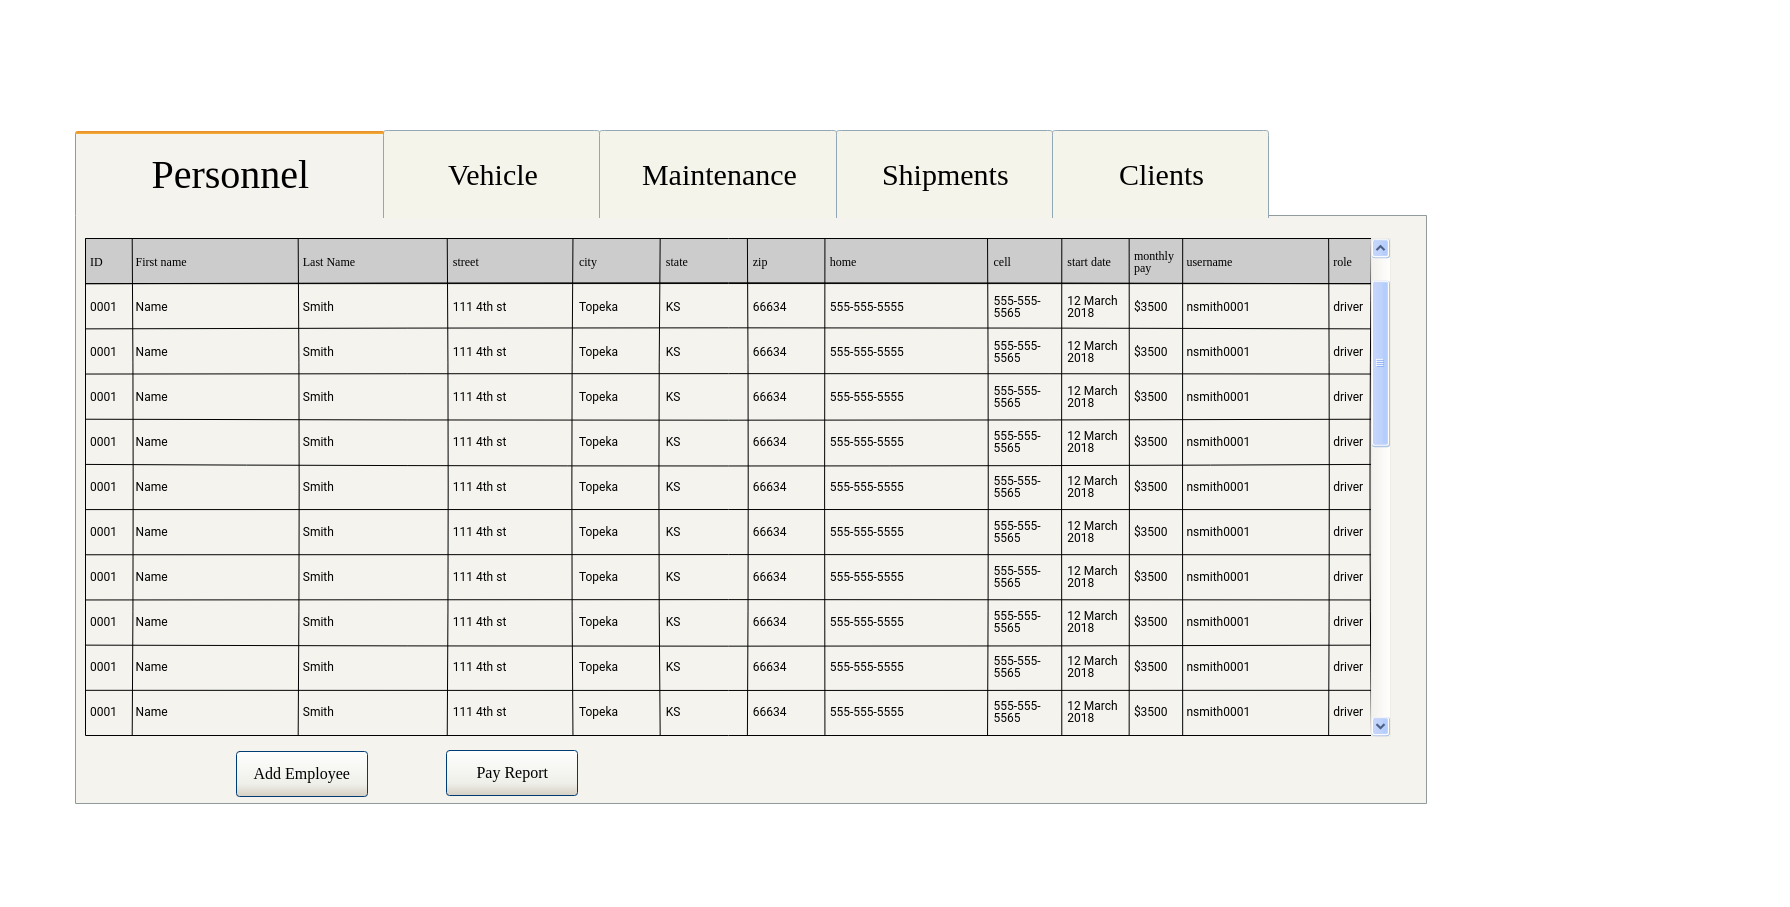 Personnel Vehicle Maintenance Shipments Clients
ID First name Last Name street city state zip home cell start date monthly pay username role
0001 Name Smith 111 4th st Topeka KS 66634 555-555-5555 555-555-5565 12 March 2018 $3500 nsmith0001 driver
0001 Name Smith 111 4th st Topeka KS 66634 555-555-5555 555-555-5565 12 March 2018 $3500 nsmith0001 driver
0001 Name Smith 111 4th st Topeka KS 66634 555-555-5555 555-555-5565 12 March 2018 $3500 nsmith0001 driver
0001 Name Smith 111 4th st Topeka KS 66634 555-555-5555 555-555-5565 12 March 2018 $3500 nsmith0001 driver
0001 Name Smith 111 4th st Topeka KS 66634 555-555-5555 555-555-5565 12 March 2018 $3500 nsmith0001 driver
0001 Name Smith 111 4th st Topeka KS 66634 555-555-5555 555-555-5565 12 March 2018 $3500 nsmith0001 driver
0001 Name Smith 111 4th st Topeka KS 66634 555-555-5555 555-555-5565 12 March 2018 $3500 nsmith0001 driver
0001 Name Smith 111 4th st Topeka KS 66634 555-555-5555 555-555-5565 12 March 2018 $3500 nsmith0001 driver
0001 Name Smith 111 4th st Topeka KS 66634 555-555-5555 555-555-5565 12 March 2018 $3500 nsmith0001 driver
0001 Name Smith 111 4th st Topeka KS 66634 555-555-5555 555-555-5565 12 March 2018 $3500 nsmith0001 driver
Add Employee Pay Report